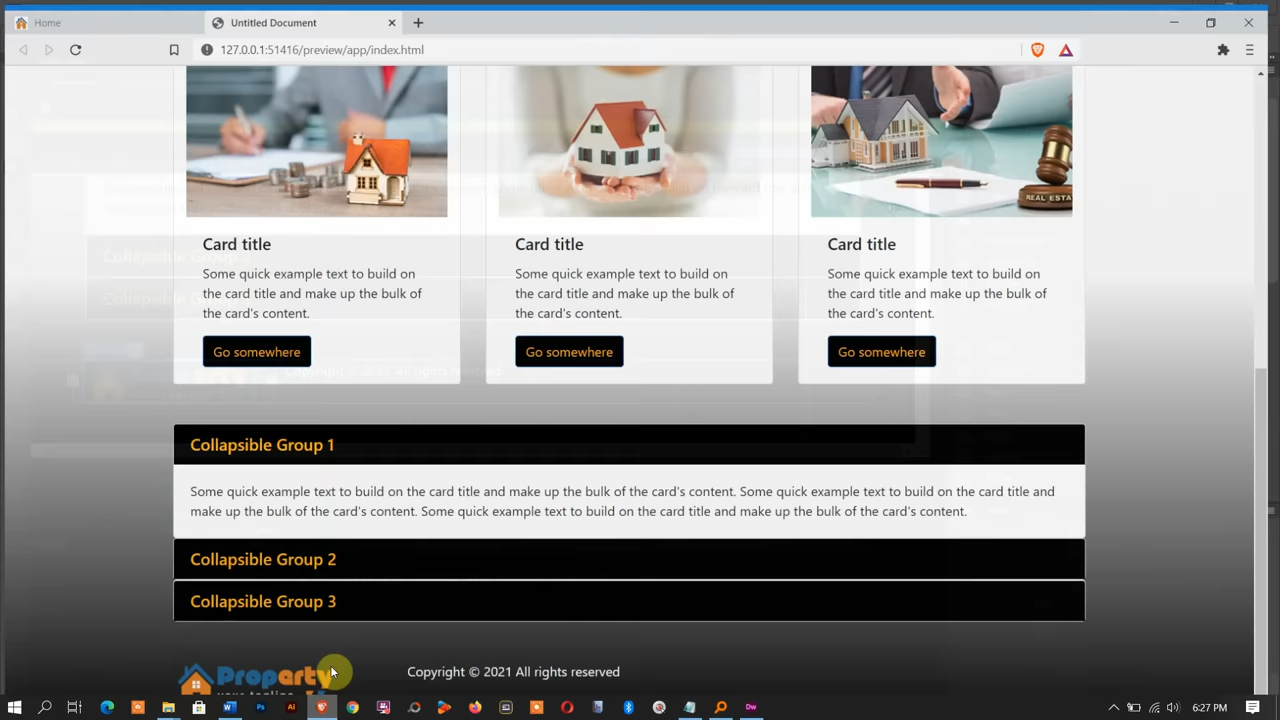 Home
Untitled Document
127.0.0.1:51416/preview/app/index.html
REAL ESTATE
Card title
Some quick example text to build on
the card title and make up the bulk of
the card's content.
Go somewhere
Card title
Some quick example text to build on
the card title and make up the bulk of
the card's content.
Go somewhere
Card title
Some quick example text to build on
the card title and make up the bulk of
the card's content.
Go somewhere
Collapsible Group 1
Some quick example text to build on the card title and make up the bulk of the card's content. Some quick example text to build on the card title and
make up the bulk of the card's content. Some quick example text to build on the card title and make up the bulk of the card's content.
Collapsible Group 2
Collapsible Group 3
Property
Copyright © 2021 All rights reserved
Ps
Ai
Dw
6:27 PM